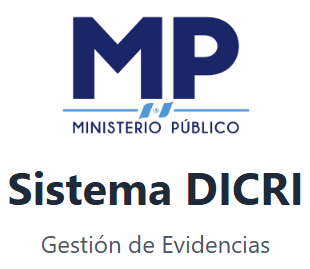 MP
MINISTERIO PÚBLICO
Sistema DICRI
Gestión de Evidencias